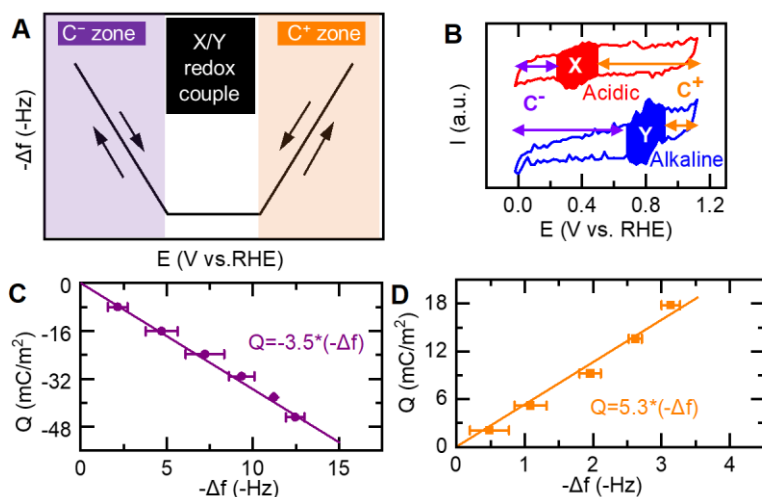 A
C⁻ zone
X/Y
redox
couple
C⁺ zone
-Δf (-Hz)
E (V vs.RHE)
B
X
Acidic
C⁻
C⁺
Y
Alkaline
I (a.u.)
0.0 0.4 0.8 1.2
E (V vs. RHE)
C
0
-16
-32
-48
Q (mC/m²)
Q=-3.5*(-Δf)
0 5 10 15
-Δf (-Hz)
D
18
12
6
0
Q (mC/m²)
Q=5.3*(-Δf)
0 1 2 3 4
-Δf (-Hz)